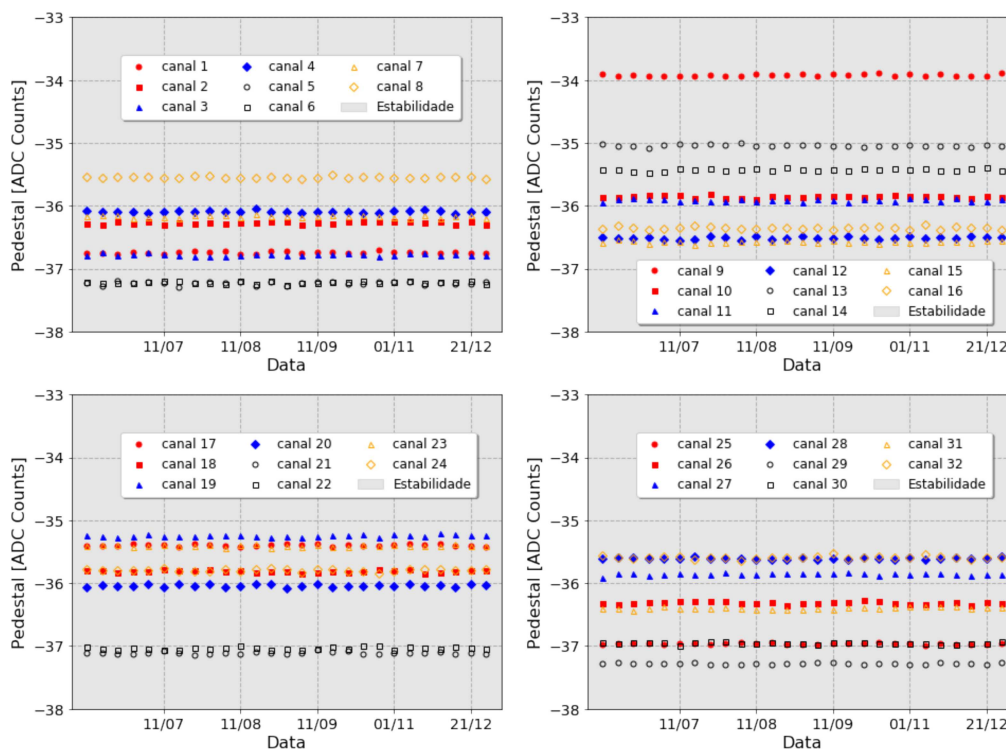 −33
−34
−35
−36
−37
−38
Pedestal [ADC Counts]
canal 1 canal 4 canal 7
canal 2 canal 5 canal 8
canal 3 canal 6 Estabilidade
11/07 11/08 11/09 01/11 21/12
Data
−33
−34
−35
−36
−37
−38
Pedestal [ADC Counts]
canal 9 canal 12 canal 15
canal 10 canal 13 canal 16
canal 11 canal 14 Estabilidade
11/07 11/08 11/09 01/11 21/12
Data
−33
−34
−35
−36
−37
−38
Pedestal [ADC Counts]
canal 17 canal 20 canal 23
canal 18 canal 21 canal 24
canal 19 canal 22 Estabilidade
11/07 11/08 11/09 01/11 21/12
Data
−33
−34
−35
−36
−37
−38
Pedestal [ADC Counts]
canal 25 canal 28 canal 31
canal 26 canal 29 canal 32
canal 27 canal 30 Estabilidade
11/07 11/08 11/09 01/11 21/12
Data